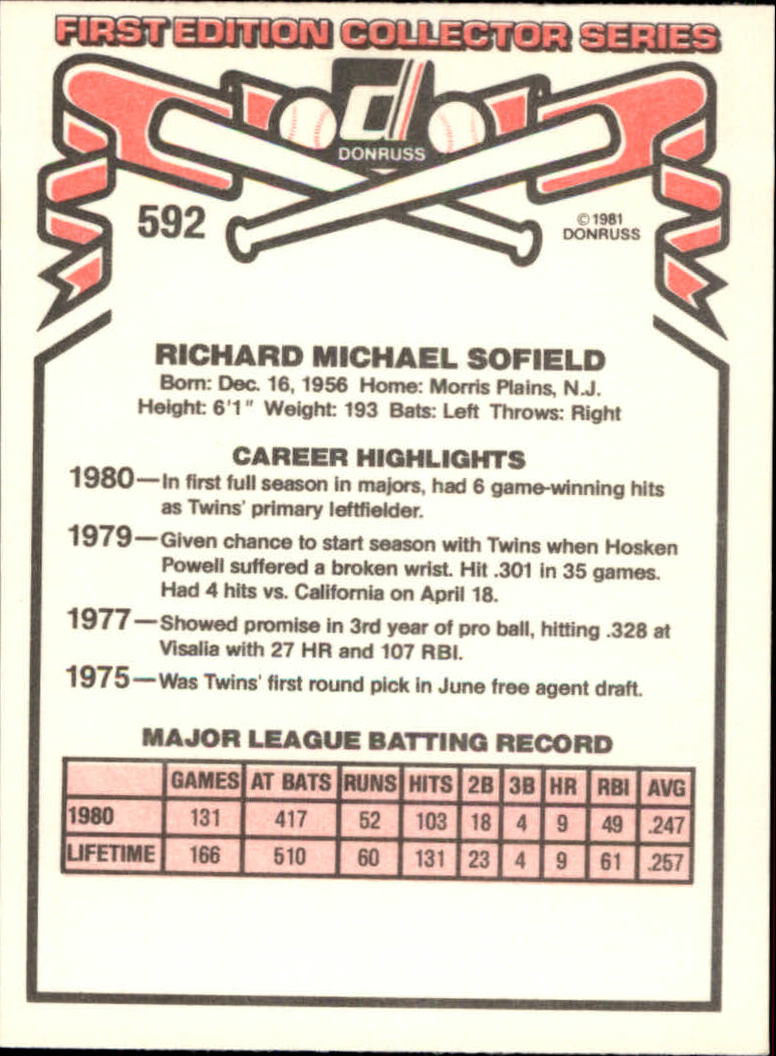 FIRST EDITION COLLECTOR SERIES
DONRUSS
592
©1981
DONRUSS
RICHARD MICHAEL SOFIELD
Born: Dec. 16, 1956 Home: Morris Plains, N.J.
Height: 6'1" Weight: 193 Bats: Left Throws: Right
CAREER HIGHLIGHTS
1980—In first full season in majors, had 6 game-winning hits
as Twins' primary leftfielder.
1979—Given chance to start season with Twins when Hosken
Powell suffered a broken wrist. Hit .301 in 35 games.
Had 4 hits vs. California on April 18.
1977—Showed promise in 3rd year of pro ball, hitting .328 at
Visalia with 27 HR and 107 RBI.
1975—Was Twins' first round pick in June free agent draft.
MAJOR LEAGUE BATTING RECORD
GAMES AT BATS RUNS HITS 2B 3B HR RBI AVG
1980 131 417 52 103 18 4 9 49 .247
LIFETIME 166 510 60 131 23 4 9 61 .257